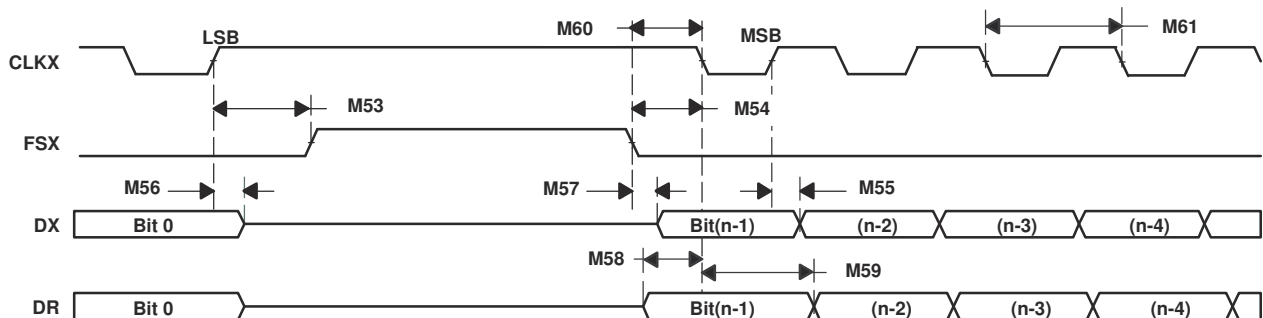 LSB
M60
MSB
M61
CLKX
M53
M54
FSX
M56
M57
M55
DX
Bit 0
Bit(n-1)
(n-2)
(n-3)
(n-4)
M58
M59
DR
Bit 0
Bit(n-1)
(n-2)
(n-3)
(n-4)